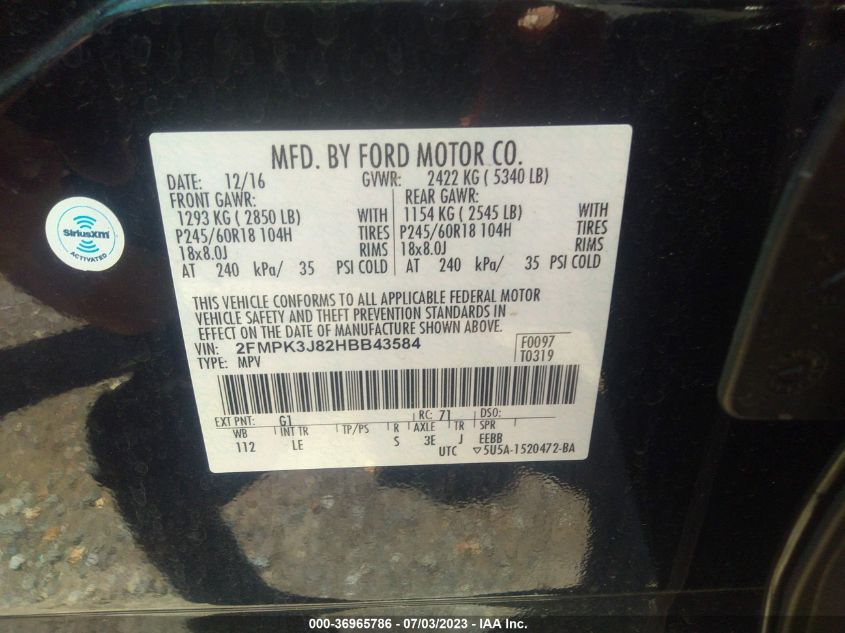 MFD. BY FORD MOTOR CO.
DATE: 12/16 GVWR: 2422 KG ( 5340 LB)
FRONT GAWR: REAR GAWR:
1293 KG ( 2850 LB) WITH 1154 KG ( 2545 LB) WITH
P245/60R18 104H TIRES P245/60R18 104H TIRES
18x8.0J RIMS 18x8.0J RIMS
AT 240 kPa/ 35 PSI COLD AT 240 kPa/ 35 PSI COLD
THIS VEHICLE CONFORMS TO ALL APPLICABLE FEDERAL MOTOR
VEHICLE SAFETY AND THEFT PREVENTION STANDARDS IN
EFFECT ON THE DATE OF MANUFACTURE SHOWN ABOVE.
VIN: 2FMPK3J82HBB43584 F0097
TYPE: MPV T0319
EXT PNT: G1 RC: 71 DSO:
WB INT TR TP/PS R AXLE TR SPR
112 LE S 3E J EEBB
UTC ▽5U5A-1520472-BA
SiriusXM
ACTIVATED
000-36965786 - 07/03/2023 - IAA Inc.